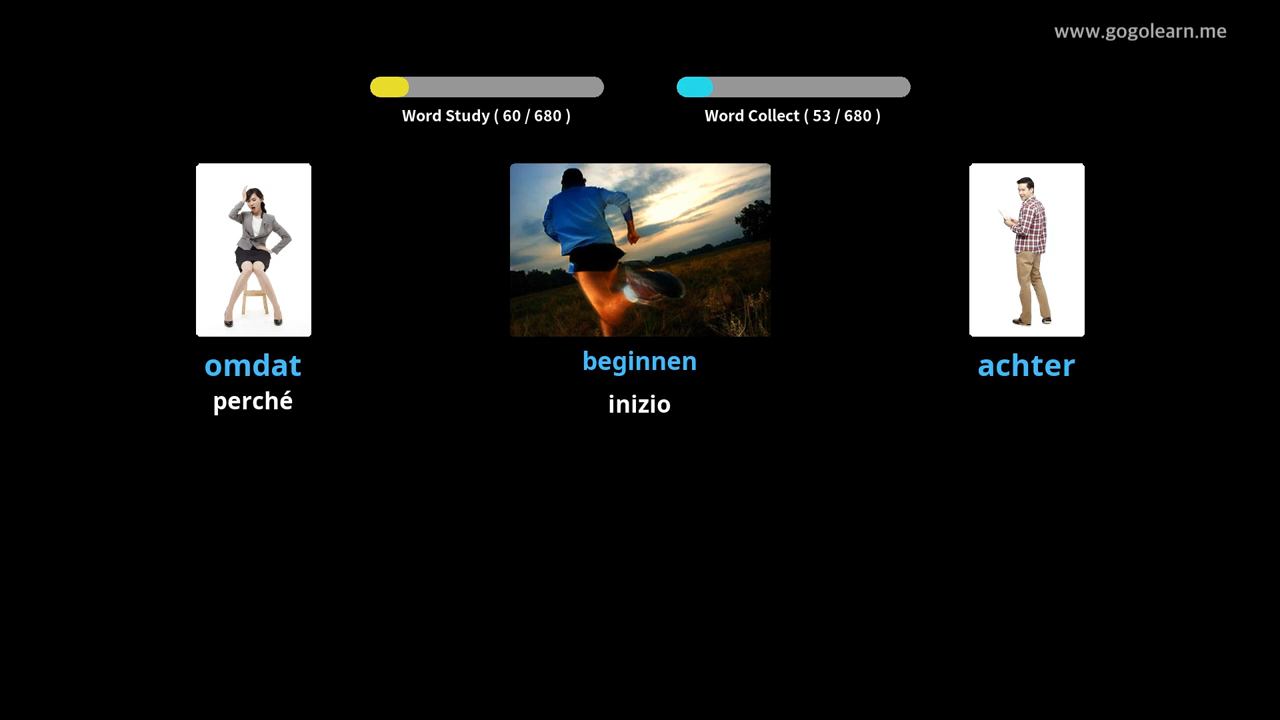 www.gogolearn.me
Word Study ( 60 / 680 )
Word Collect ( 53 / 680 )
omdat
perché
beginnen
inizio
achter